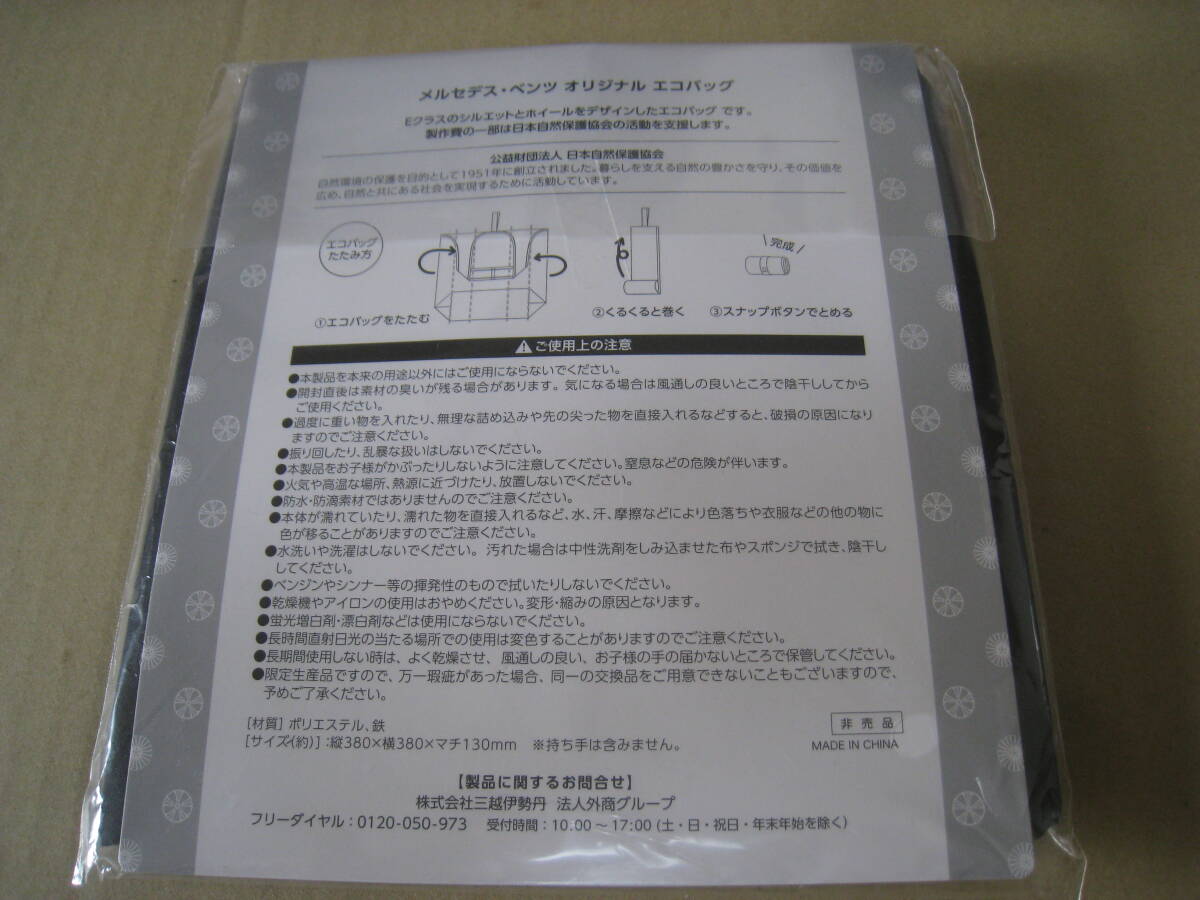 メルセデス・ベンツ オリジナル エコバッグ
Eクラスのシルエットとホイールをデザインしたエコバッグ です。
製作費の一部は日本自然保護協会の活動を支援します。
公益財団法人 日本自然保護協会
自然環境の保護を目的として1951年に創立されました。暮らしを支える自然の豊かさを守り、その価値を
広め、自然と共にある社会を実現するために活動しています。
エコバッグ
たたみ方
完成
①エコバッグをたたむ
②くるくると巻く
③スナップボタンでとめる
ご使用上の注意
●本製品を本来の用途以外にはご使用にならないでください。
●開封直後は素材の臭いが残る場合があります。気になる場合は風通しの良いところで陰干ししてから
ご使用ください。
●過度に重い物を入れたり、無理な詰め込みや先の尖った物を直接入れるなどすると、破損の原因になり
ますのでご注意ください。
●振り回したり、乱暴な扱いはしないでください。
●本製品をお子様がかぶったりしないように注意してください。窒息などの危険が伴います。
●火気や高温な場所、熱源に近づけたり、放置しないでください。
●防水・防滴素材ではありませんのでご注意ください。
●本体が濡れていたり、濡れた物を直接入れるなど、水、汗、摩擦などにより色落ちや衣服などの他の物に
色が移ることがありますのでご注意ください。
●水洗いや洗濯はしないでください。汚れた場合は中性洗剤をしみ込ませた布やスポンジで拭き、陰干し
してください。
●ベンジンやシンナー等の揮発性のもので拭いたりしないでください。
●乾燥機やアイロンの使用はおやめください。変形・縮みの原因となります。
●蛍光増白剤・漂白剤などは使用にならないでください。
●長時間直射日光の当たる場所での使用は変色することがありますのでご注意ください。
●長期間使用しない時は、よく乾燥させ、風通しの良い、お子様の手の届かないところで保管してください。
●限定生産品ですので、万一瑕疵があった場合、同一の交換品をご用意できないこともございますので、
予めご了承ください。
[材質] ポリエステル、鉄
[サイズ(約)]:縦380×横380×マチ130mm ※持ち手は含みません。
非売品
MADE IN CHINA
【製品に関するお問合せ】
株式会社三越伊勢丹 法人外商グループ
フリーダイヤル:0120-050-973 受付時間:10:00～17:00 (土・日・祝日・年末年始を除く)